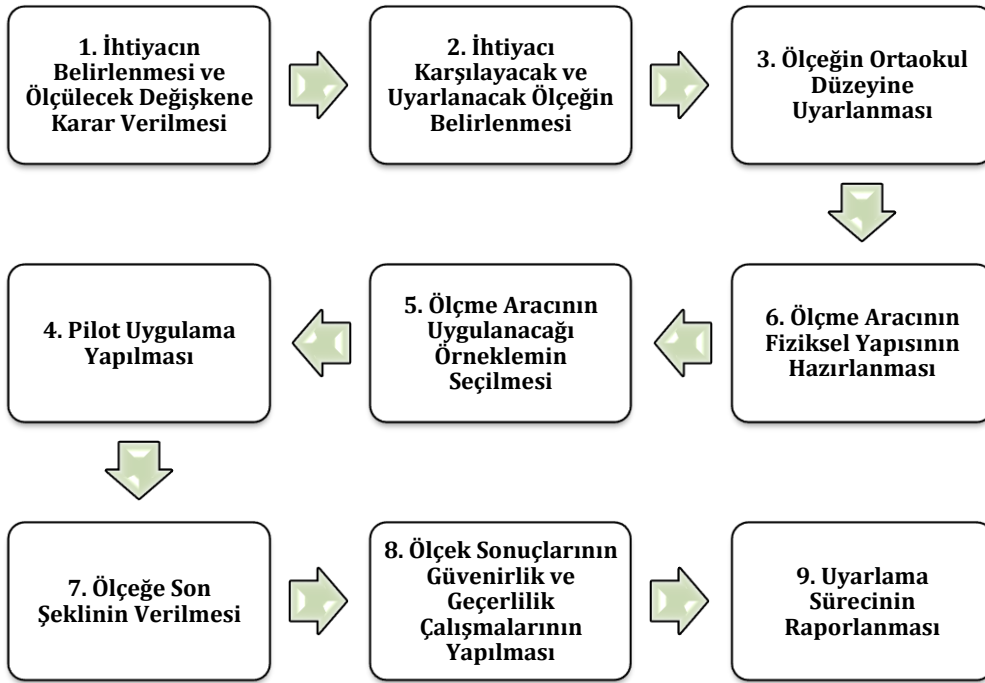 1. İhtiyacın
Belirlenmesi ve
Ölçülecek Değişkene
Karar Verilmesi
2. İhtiyacı
Karşılayacak ve
Uyarlanacak Ölçeğin
Belirlenmesi
3. Ölçeğin Ortaokul
Düzeyine
Uyarlanması
4. Pilot Uygulama
Yapılması
5. Ölçme Aracının
Uygulanacağı
Örneklemin
Seçilmesi
6. Ölçme Aracının
Fiziksel Yapısının
Hazırlanması
7. Ölçeğe Son
Şeklinin Verilmesi
8. Ölçek Sonuçlarının
Güvenirlik ve
Geçerlilik
Çalışmalarının
Yapılması
9. Uyarlama
Sürecinin
Raporlanması